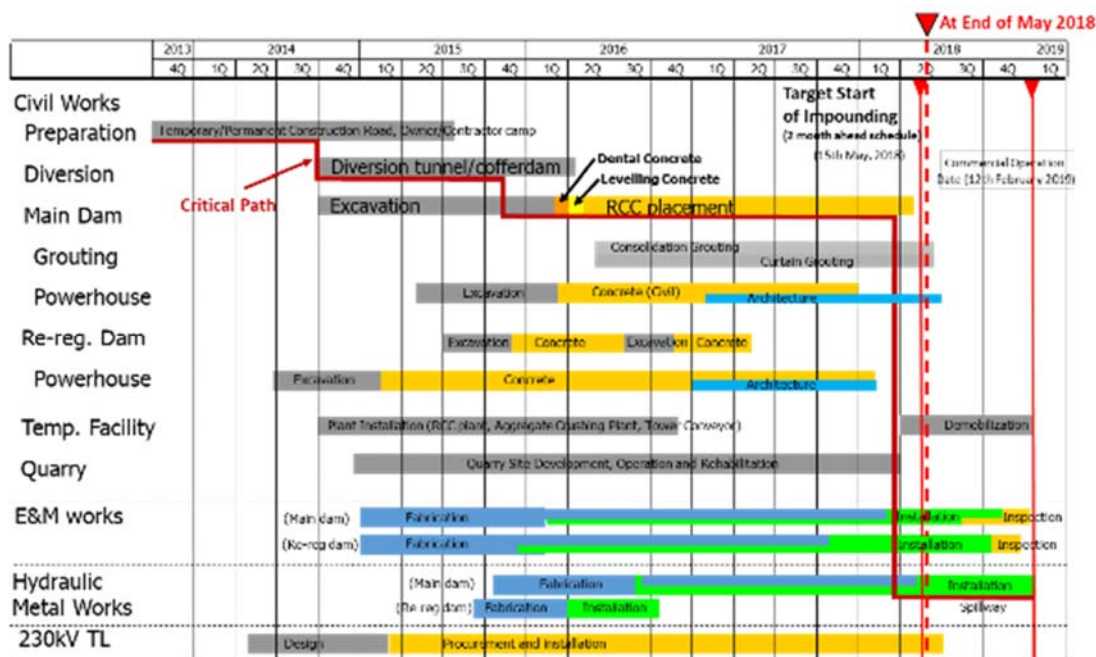 At End of May 2018
2013 2014 2015 2016 2017 2018 2019
4Q 1Q 2Q 3Q 4Q 1Q 2Q 3Q 4Q 1Q 2Q 3Q 4Q 1Q 2Q 3Q 4Q 1Q 2Q 3Q 4Q 1Q
Target Start
of Impounding
(2 month ahead schedule)
(15th May, 2018)
Commercial Operation
Date (12th February 2019)
Civil Works
Preparation
Temporary/Permanent Construction Road, Owner/Contractor camp
Diversion
Diversion tunnel/cofferdam
Dental Concrete
Levelling Concrete
Critical Path
Main Dam
Excavation
RCC placement
Grouting
Consolidation Grouting
Curtain Grouting
Powerhouse
Excavation
Concrete (Civil)
Architecture
Re-reg. Dam
Excavation
Concrete
Excavation
Concrete
Powerhouse
Excavation
Concrete
Architecture
Temp. Facility
Plant Installation (RCC plant, Aggregate Crushing Plant, Tower Conveyor)
Demobilization
Quarry
Quarry Site Development, Operation and Rehabilitation
E&M works
(Main dam)
Fabrication
Installation
Inspection
(Re-reg dam)
Fabrication
Installation
Inspection
Hydraulic
Metal Works
(Main dam)
Fabrication
Installation
(Re-reg dam)
Fabrication
Installation
Spillway
230kV TL
Design
Procurement and installation